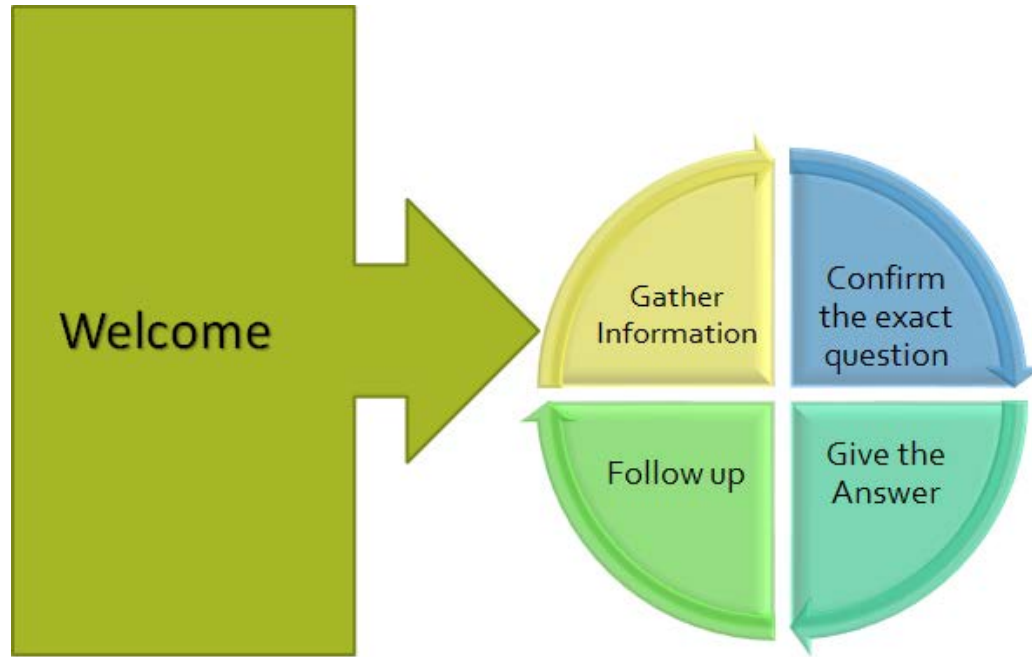 Welcome
Gather
Information
Confirm
the exact
question
Follow up
Give the
Answer